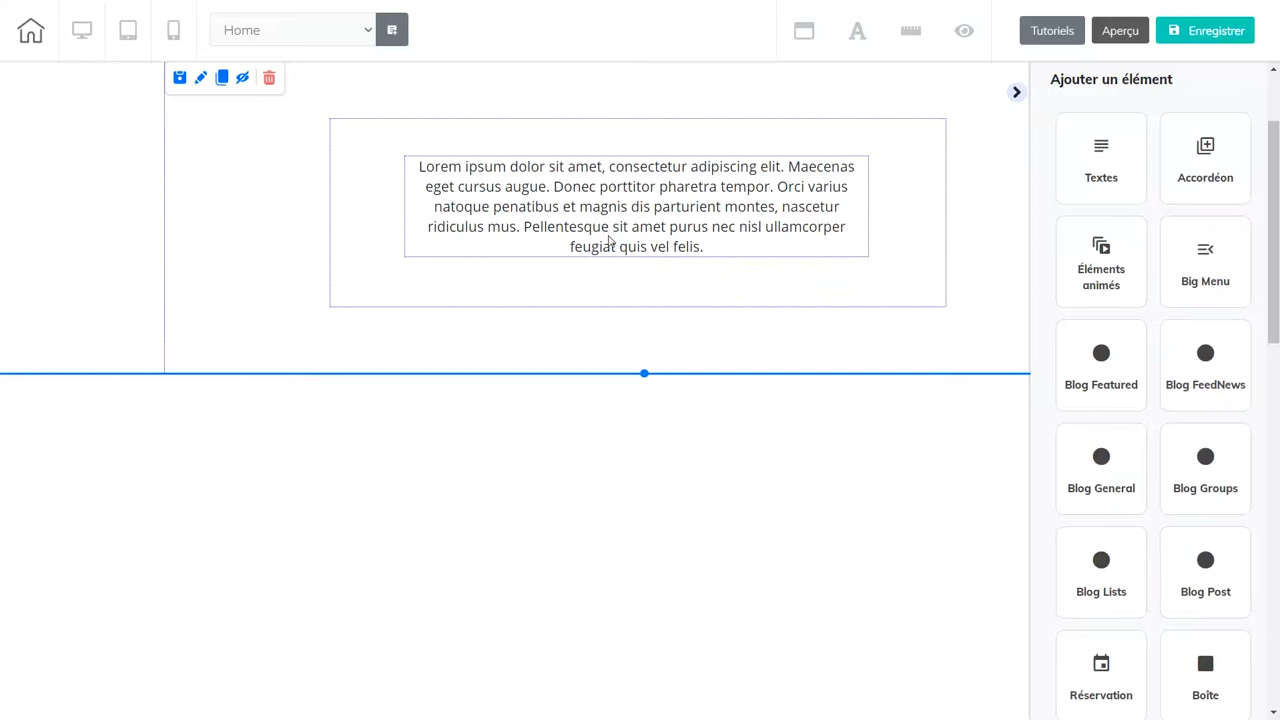 Home
Tutoriels
Aperçu
Enregistrer
Ajouter un élément
Lorem ipsum dolor sit amet, consectetur adipiscing elit. Maecenas
eget cursus augue. Donec porttitor pharetra tempor. Orci varius
natoque penatibus et magnis dis parturient montes, nascetur
ridiculus mus. Pellentesque sit amet purus nec nisl ullamcorper
feugiat quis vel felis.
Textes
Accordéon
Éléments
animés
Big Menu
Blog Featured
Blog FeedNews
Blog General
Blog Groups
Blog Lists
Blog Post
Réservation
Boîte